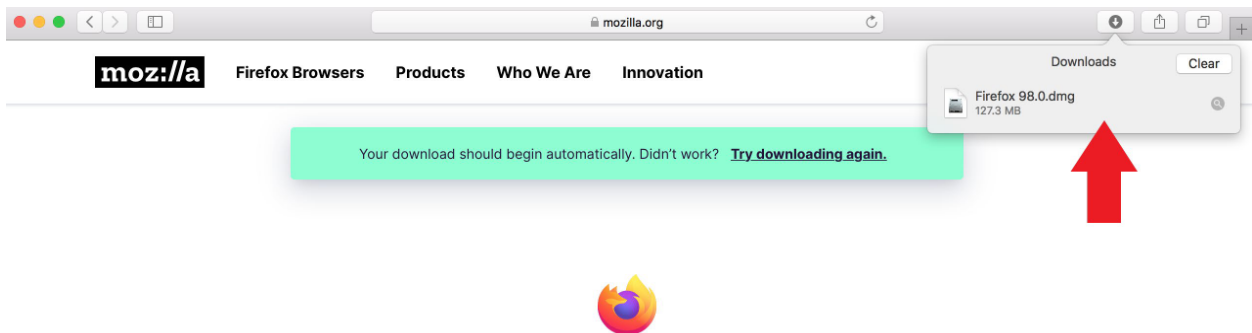 mozilla.org
moz://a Firefox Browsers Products Who We Are Innovation
Downloads Clear
Firefox 98.0.dmg
127.3 MB
Your download should begin automatically. Didn’t work? Try downloading again.